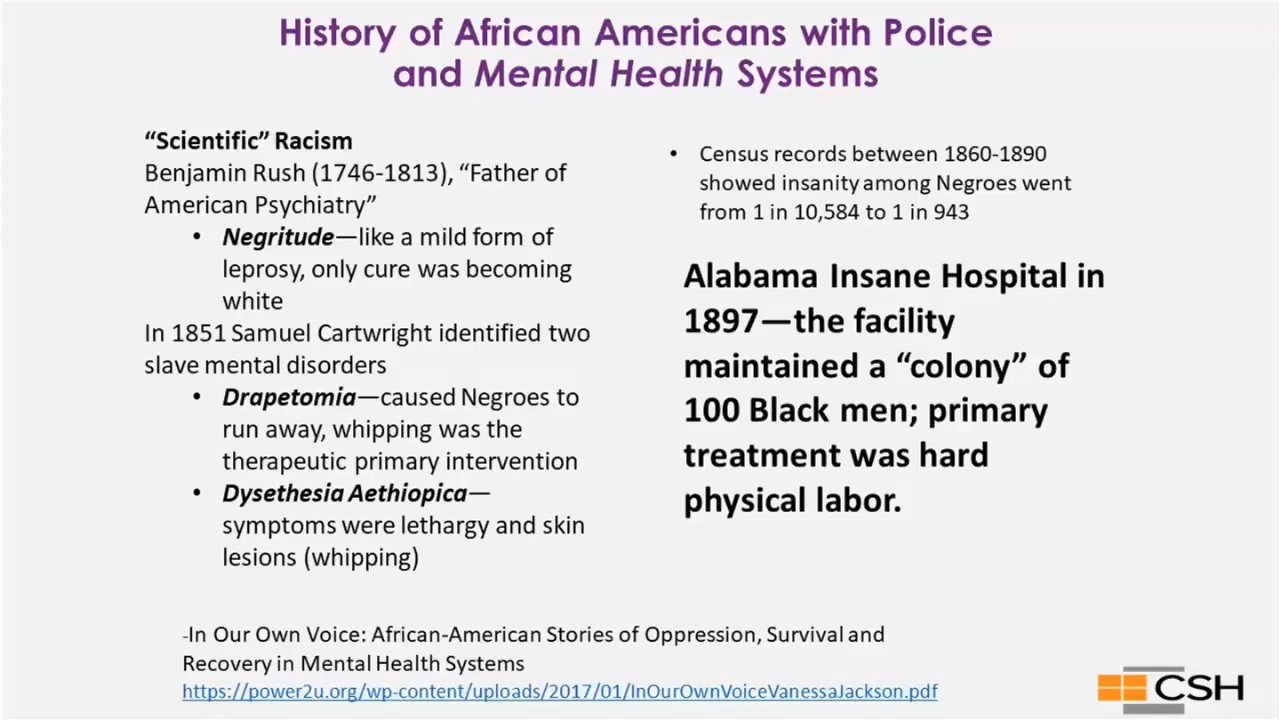 History of African Americans with Police
and Mental Health Systems
“Scientific” Racism
Benjamin Rush (1746-1813), “Father of
American Psychiatry”
• Negritude—like a mild form of
leprosy, only cure was becoming
white
In 1851 Samuel Cartwright identified two
slave mental disorders
• Drapetomia—caused Negroes to
run away, whipping was the
therapeutic primary intervention
• Dysethesia Aethiopica—
symptoms were lethargy and skin
lesions (whipping)
• Census records between 1860-1890
showed insanity among Negroes went
from 1 in 10,584 to 1 in 943
Alabama Insane Hospital in
1897—the facility
maintained a “colony” of
100 Black men; primary
treatment was hard
physical labor.
-In Our Own Voice: African-American Stories of Oppression, Survival and
Recovery in Mental Health Systems
https://power2u.org/wp-content/uploads/2017/01/InOurOwnVoiceVanessaJackson.pdf
CSH